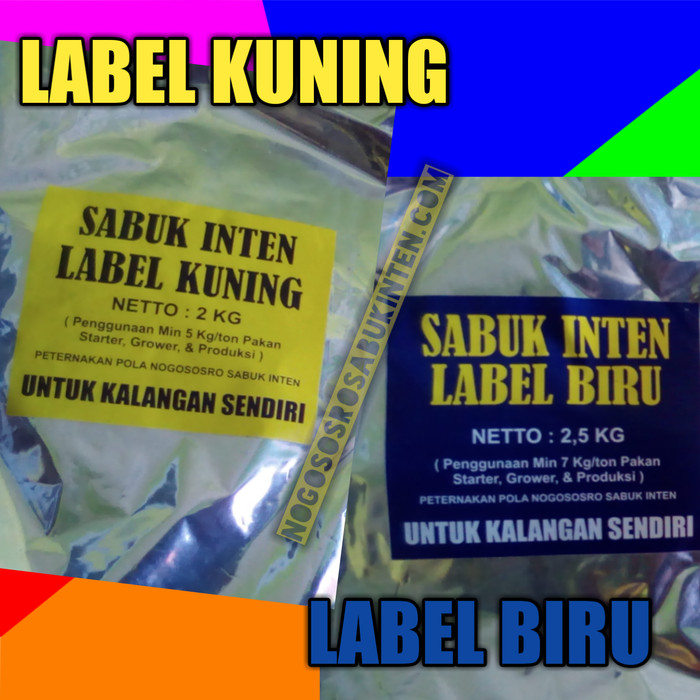 LABEL KUNING
SABUK INTEN
LABEL KUNING
NETTO : 2 KG
( Penggunaan Min 5 Kg/ton Pakan
Starter, Grower, & Produksi )
PETERNAKAN POLA NOGOSOSRO SABUK INTEN
UNTUK KALANGAN SENDIRI
NOGOSOSROSABUKINTEN.COM
SABUK INTEN
LABEL BIRU
NETTO : 2,5 KG
( Penggunaan Min 7 Kg/ton Pakan
Starter, Grower, & Produksi )
PETERNAKAN POLA NOGOSOSRO SABUK INTEN
UNTUK KALANGAN SENDIRI
LABEL BIRU